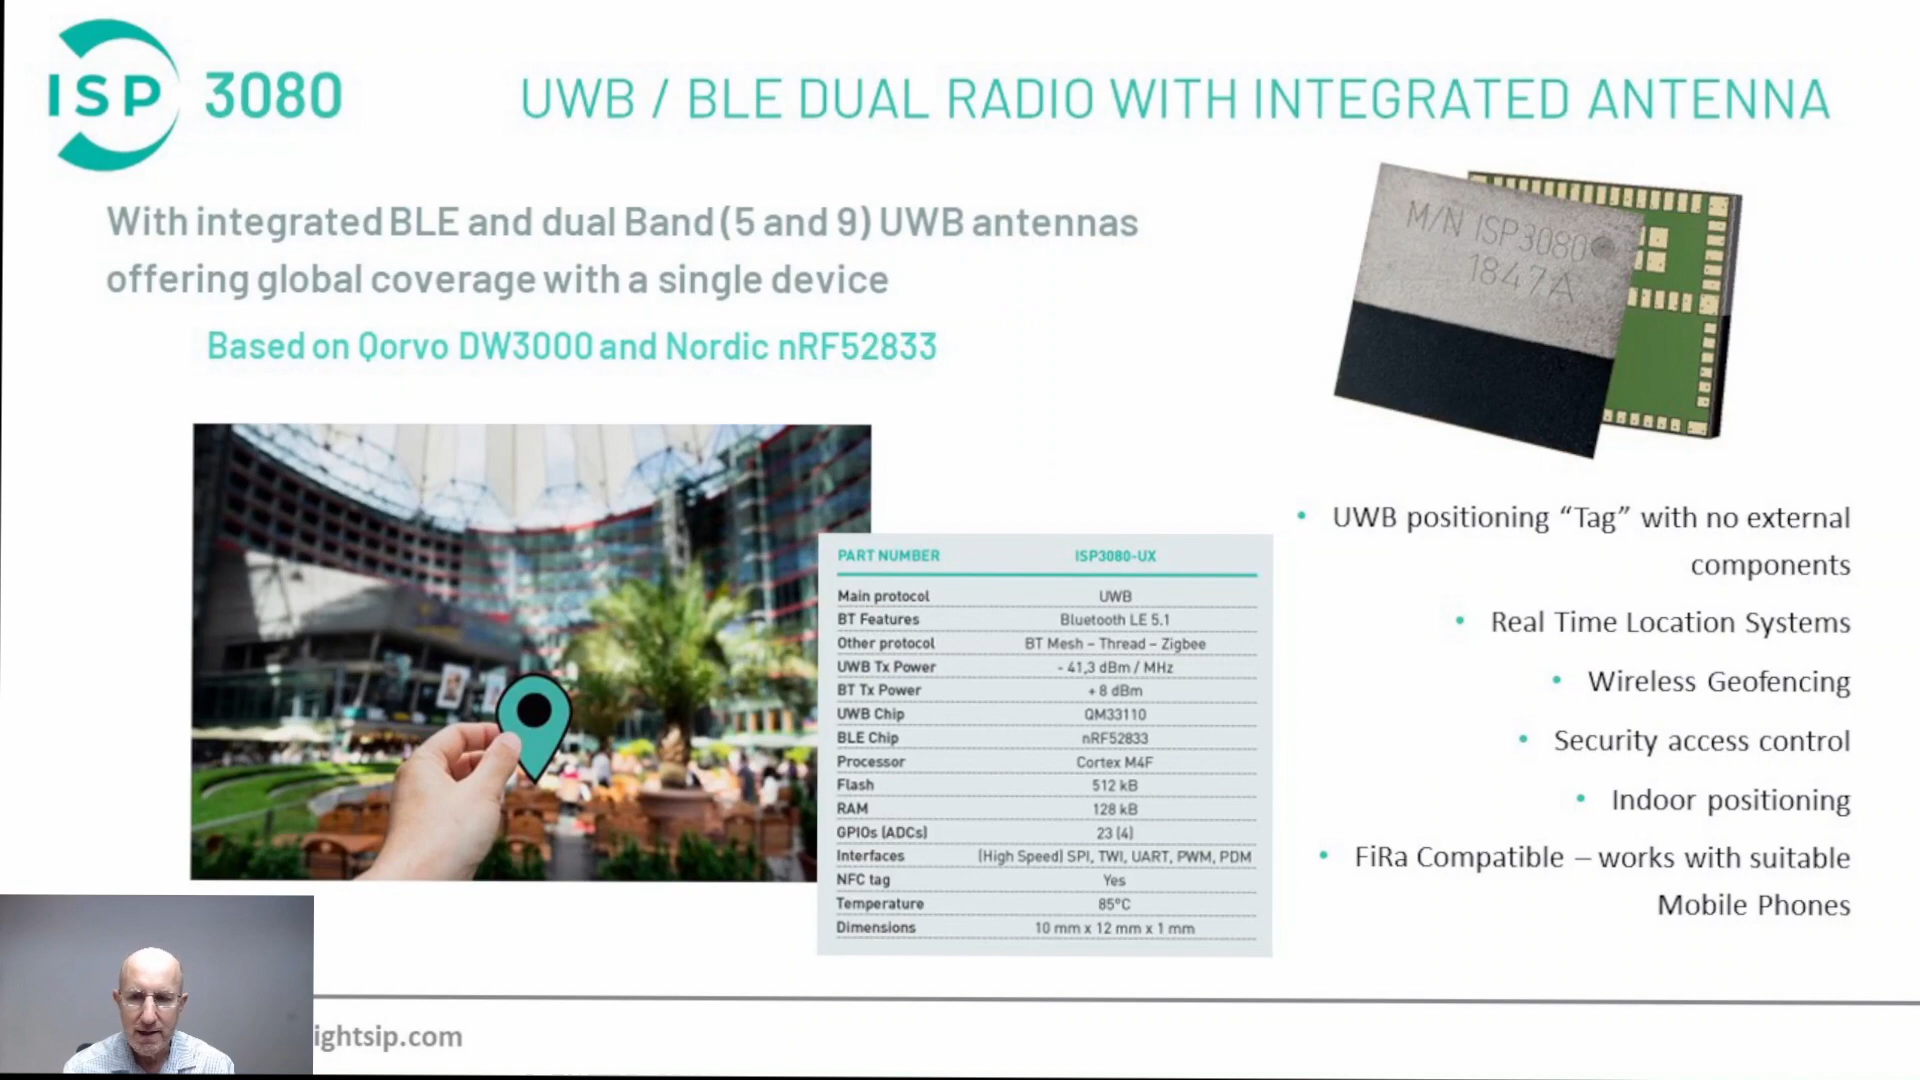 ISP 3080
UWB / BLE DUAL RADIO WITH INTEGRATED ANTENNA
With integrated BLE and dual Band (5 and 9) UWB antennas
offering global coverage with a single device
Based on Qorvo DW3000 and Nordic nRF52833
M/N ISP3080
1847A
PART NUMBER ISP3080-UX
Main protocol UWB
BT Features Bluetooth LE 5.1
Other protocol BT Mesh – Thread – Zigbee
UWB Tx Power - 41,3 dBm / MHz
BT Tx Power + 8 dBm
UWB Chip QM33110
BLE Chip nRF52833
Processor Cortex M4F
Flash 512 kB
RAM 128 kB
GPIOs (ADCs) 23 (4)
Interfaces (High Speed) SPI, TWI, UART, PWM, PDM
NFC tag Yes
Temperature 85°C
Dimensions 10 mm x 12 mm x 1 mm
• UWB positioning “Tag” with no external
components
• Real Time Location Systems
• Wireless Geofencing
• Security access control
• Indoor positioning
• FiRa Compatible – works with suitable
Mobile Phones
ightsip.com